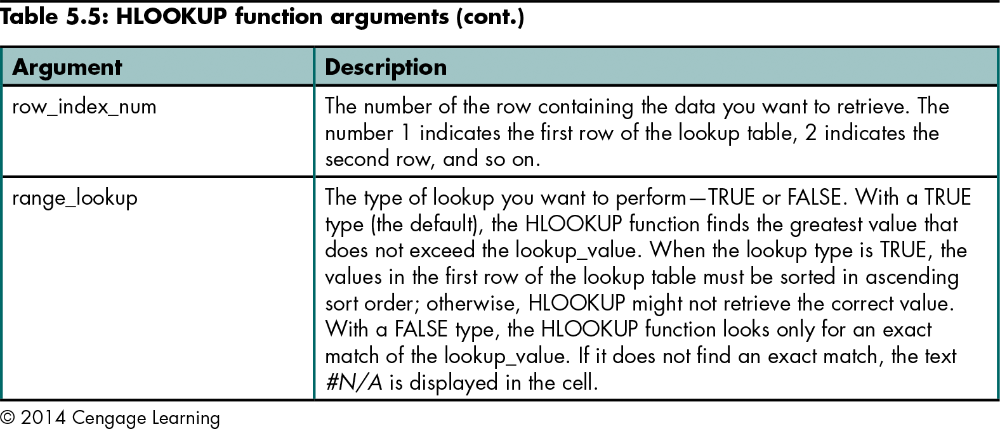 Table 5.5: HLOOKUP function arguments (cont.)
Argument
Description
row_index_num
The number of the row containing the data you want to retrieve. The
number 1 indicates the first row of the lookup table, 2 indicates the
second row, and so on.
range_lookup
The type of lookup you want to perform—TRUE or FALSE. With a TRUE
type (the default), the HLOOKUP function finds the greatest value that
does not exceed the lookup_value. When the lookup type is TRUE, the
values in the first row of the lookup table must be sorted in ascending
sort order; otherwise, HLOOKUP might not retrieve the correct value.
With a FALSE type, the HLOOKUP function looks only for an exact
match of the lookup_value. If it does not find an exact match, the text
#N/A is displayed in the cell.
© 2014 Cengage Learning